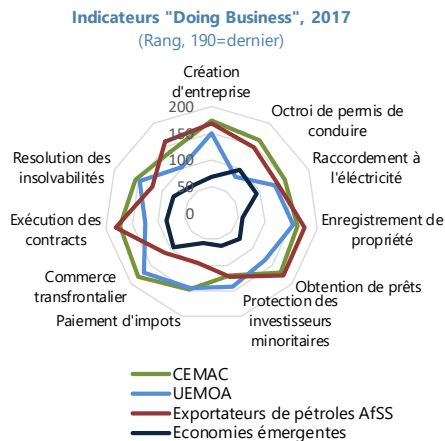 Indicateurs "Doing Business", 2017
(Rang, 190=dernier)
Création
d'entreprise
Octroi de permis de
conduire
Raccordement à
l'éléctricité
Enregistrement de
propriété
Obtention de prêts
Protection des
investisseurs
minoritaires
Paiement d'impots
Commerce
transfrontalier
Exécution des
contracts
Resolution des
insolvabilités
200
150
100
50
0
CEMAC
UEMOA
Exportateurs de pétroles AfSS
Economies émergentes